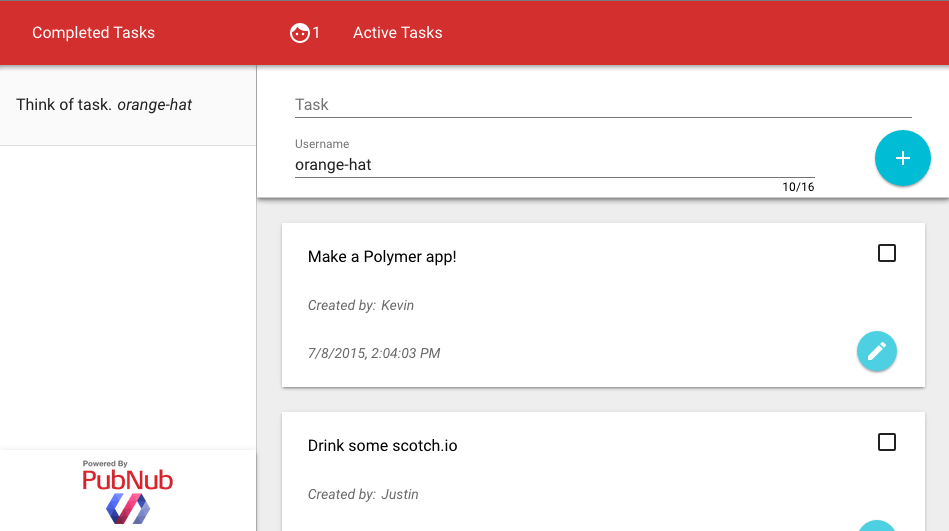 Completed Tasks
1 Active Tasks
Think of task. orange-hat
Task
Username
orange-hat
10/16
Make a Polymer app!
Created by: Kevin
7/8/2015, 2:04:03 PM
Drink some scotch.io
Created by: Justin
Powered By
PubNub